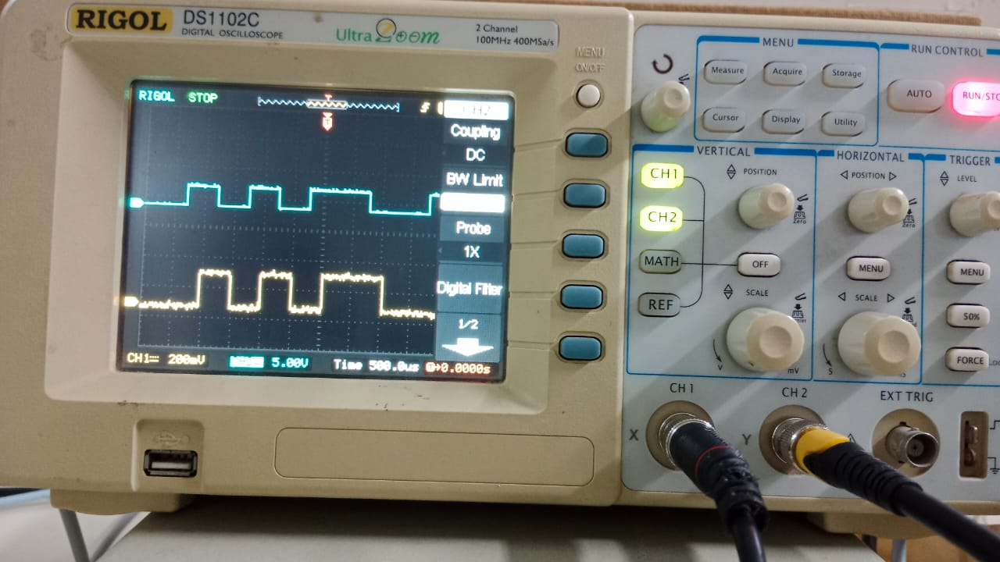 RIGOL DS1102C
DIGITAL OSCILLOSCOPE
UltraZoom
2 Channel
100MHz 400MSa/s
MENU
ON/OFF
RIGOL STOP
T
CH2
Coupling
DC
BW Limit
Probe
1X
Digital Filter
1/2
CH1 200mV 5.00V Time 500.0us T→0.0000s
MENU
Measure Acquire Storage
Cursor Display Utility
RUN CONTROL
AUTO RUN/STO
VERTICAL
CH1
CH2
MATH
REF
POSITION
Zero
OFF
SCALE
V mV
HORIZONTAL
POSITION
Zero
MENU
SCALE
S
TRIGGER
LEVEL
MENU
50%
FORCE
CH 1
CH 2
EXT TRIG
X
Y